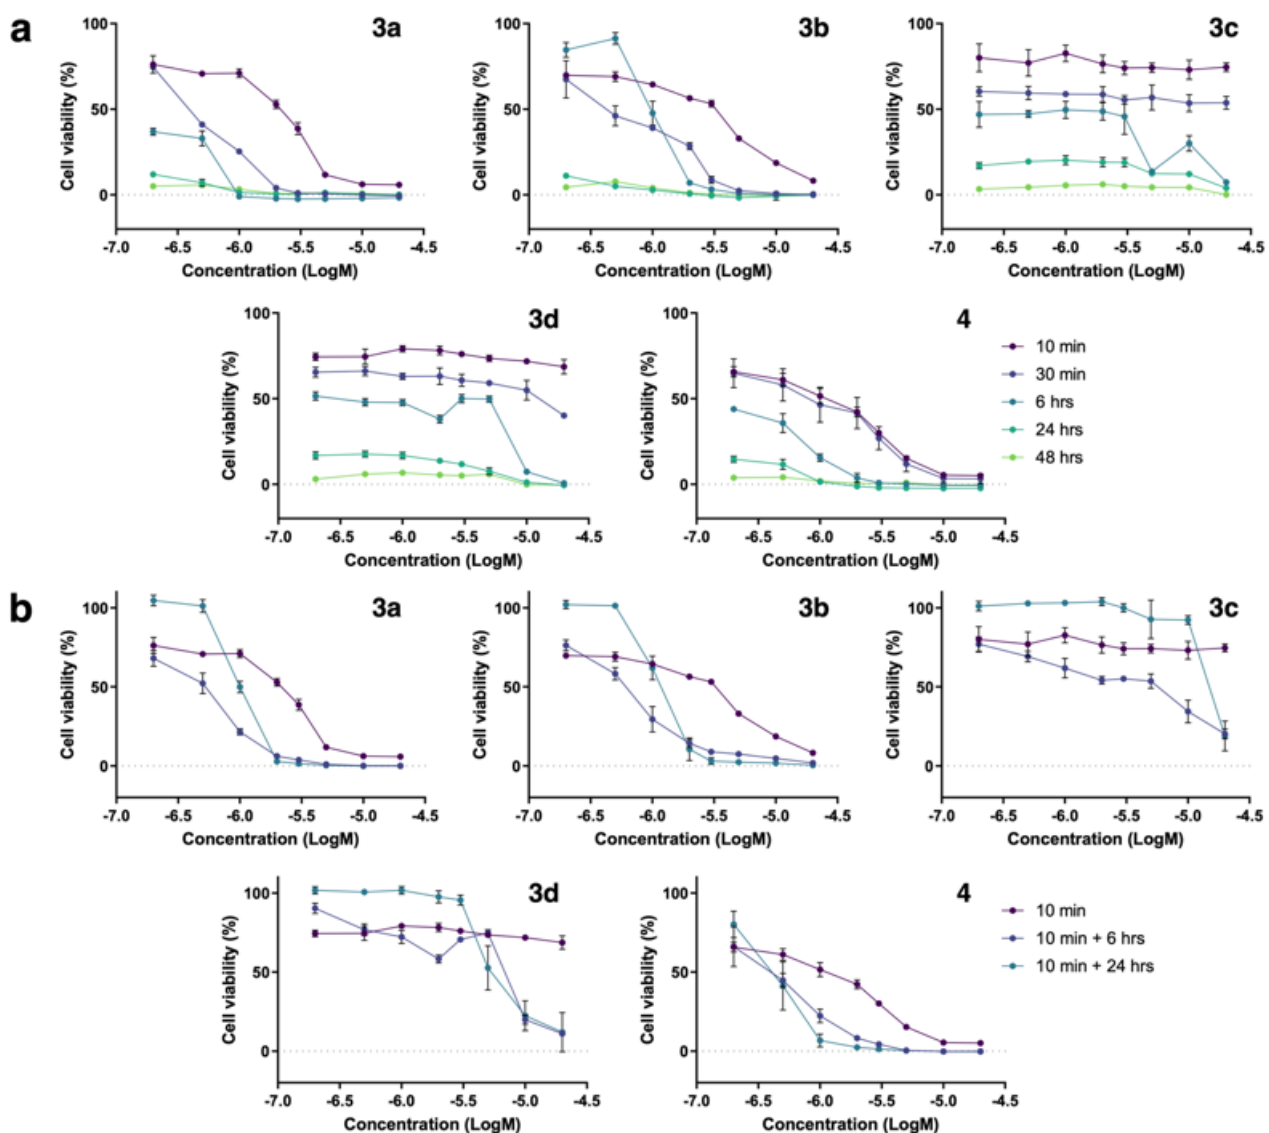 a
3a
3b
3c
100
50
0
Cell viability (%)
-7.0 -6.5 -6.0 -5.5 -5.0 -4.5
Concentration (LogM)
100
50
0
Cell viability (%)
-7.0 -6.5 -6.0 -5.5 -5.0 -4.5
Concentration (LogM)
100
50
0
Cell viability (%)
-7.0 -6.5 -6.0 -5.5 -5.0 -4.5
Concentration (LogM)
3d
4
100
50
0
Cell viability (%)
-7.0 -6.5 -6.0 -5.5 -5.0 -4.5
Concentration (LogM)
100
50
0
Cell viability (%)
-7.0 -6.5 -6.0 -5.5 -5.0 -4.5
Concentration (LogM)
10 min
30 min
6 hrs
24 hrs
48 hrs
b
3a
3b
3c
100
50
0
Cell viability (%)
-7.0 -6.5 -6.0 -5.5 -5.0 -4.5
Concentration (LogM)
100
50
0
Cell viability (%)
-7.0 -6.5 -6.0 -5.5 -5.0 -4.5
Concentration (LogM)
100
50
0
Cell viability (%)
-7.0 -6.5 -6.0 -5.5 -5.0 -4.5
Concentration (LogM)
3d
4
100
50
0
Cell viability (%)
-7.0 -6.5 -6.0 -5.5 -5.0 -4.5
Concentration (LogM)
100
50
0
Cell viability (%)
-7.0 -6.5 -6.0 -5.5 -5.0 -4.5
Concentration (LogM)
10 min
10 min + 6 hrs
10 min + 24 hrs